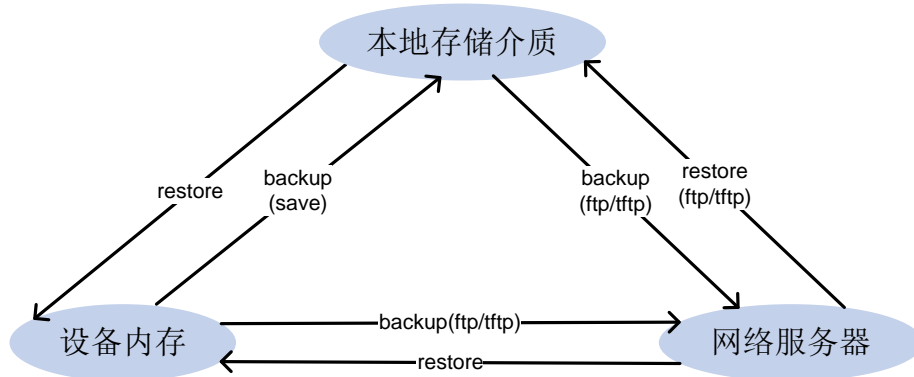 本地存储介质
restore
backup
(save)
backup
(ftp/tftp)
restore
(ftp/tftp)
设备内存
backup(ftp/tftp)
restore
网络服务器